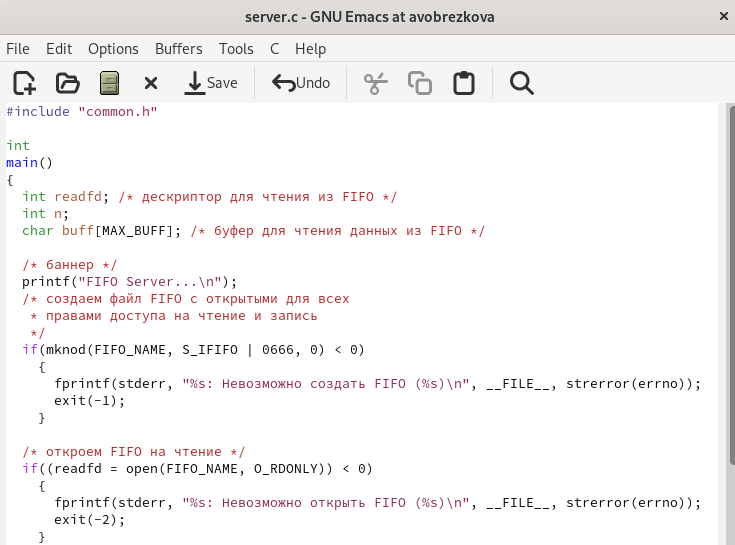 server.c - GNU Emacs at avobrezkova
File Edit Options Buffers Tools C Help
Save Undo
#include "common.h"
int
main()
{
int readfd; /* дескриптор для чтения из FIFO */
int n;
char buff[MAX_BUFF]; /* буфер для чтения данных из FIFO */
/* баннер */
printf("FIFO Server...\n");
/* создаем файл FIFO с открытыми для всех
* правами доступа на чтение и запись
*/
if(mknod(FIFO_NAME, S_IFIFO | 0666, 0) < 0)
{
fprintf(stderr, "%s: Невозможно создать FIFO (%s)\n", __FILE__, strerror(errno));
exit(-1);
}
/* откроем FIFO на чтение */
if((readfd = open(FIFO_NAME, O_RDONLY)) < 0)
{
fprintf(stderr, "%s: Невозможно открыть FIFO (%s)\n", __FILE__, strerror(errno));
exit(-2);
}